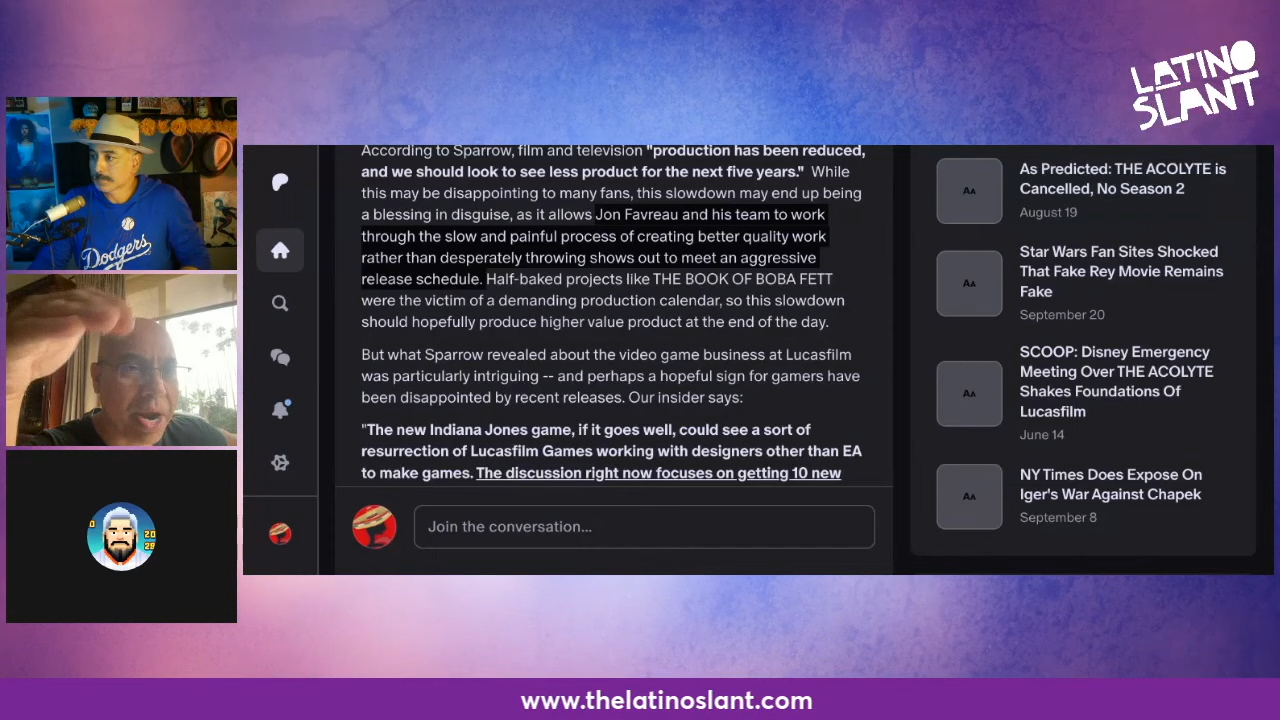 LATINO
SLANT
Dodgers
According to Sparrow, film and television "production has been reduced,
and we should look to see less product for the next five years." While
this may be disappointing to many fans, this slowdown may end up being
a blessing in disguise, as it allows Jon Favreau and his team to work
through the slow and painful process of creating better quality work
rather than desperately throwing shows out to meet an aggressive
release schedule. Half-baked projects like THE BOOK OF BOBA FETT
were the victim of a demanding production calendar, so this slowdown
should hopefully produce higher value product at the end of the day.
But what Sparrow revealed about the video game business at Lucasfilm
was particularly intriguing -- and perhaps a hopeful sign for gamers have
been disappointed by recent releases. Our insider says:
"The new Indiana Jones game, if it goes well, could see a sort of
resurrection of Lucasfilm Games working with designers other than EA
to make games. The discussion right now focuses on getting 10 new
Join the conversation...
AA
As Predicted: THE ACOLYTE is
Cancelled, No Season 2
August 19
AA
Star Wars Fan Sites Shocked
That Fake Rey Movie Remains
Fake
September 20
AA
SCOOP: Disney Emergency
Meeting Over THE ACOLYTE
Shakes Foundations Of
Lucasfilm
June 14
AA
NY Times Does Expose On
Iger's War Against Chapek
September 8
0
20
28
www.thelatinoslant.com